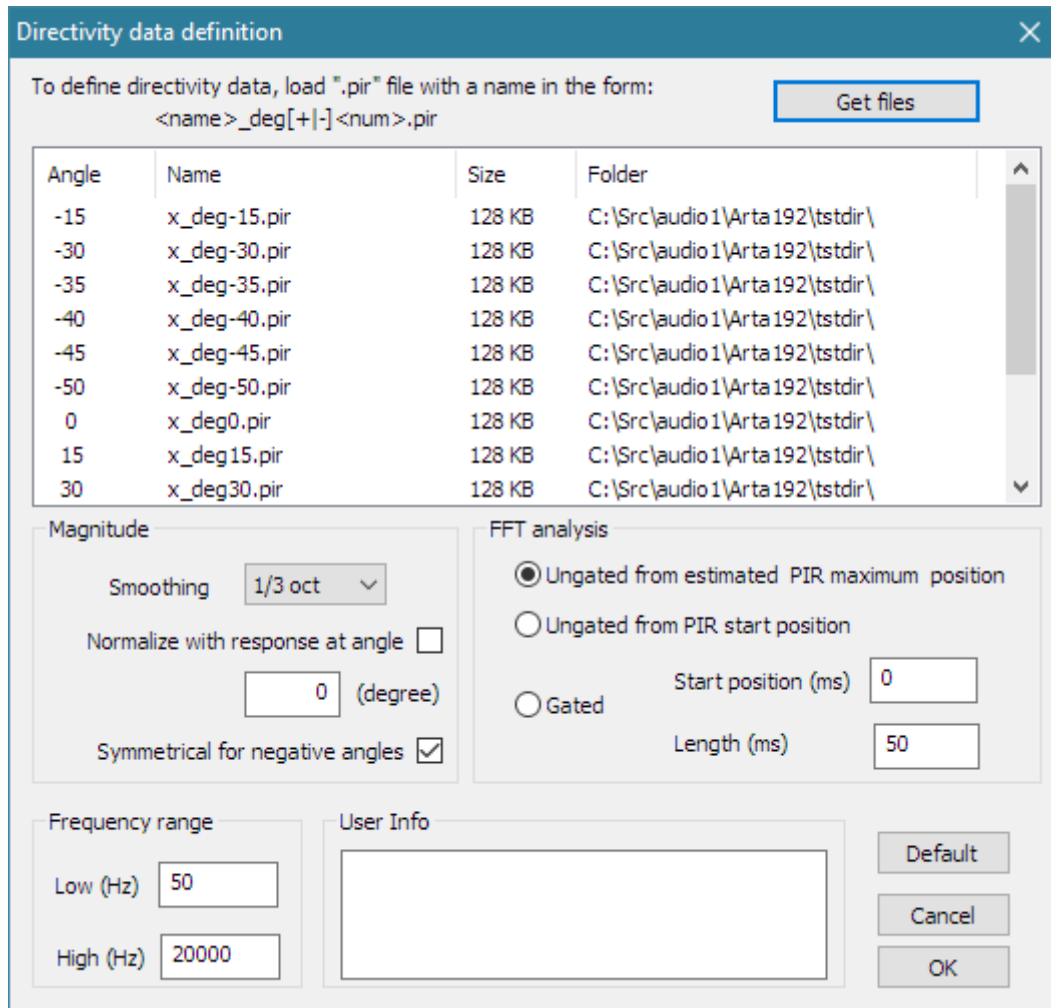 Directivity data definition
To define directivity data, load ".pir" file with a name in the form:
<name>_deg[+|-]<num>.pir
Get files
Angle Name Size Folder
-15 x_deg-15.pir 128 KB C:\Src\audio1\Arta192\tstdir\
-30 x_deg-30.pir 128 KB C:\Src\audio1\Arta192\tstdir\
-35 x_deg-35.pir 128 KB C:\Src\audio1\Arta192\tstdir\
-40 x_deg-40.pir 128 KB C:\Src\audio1\Arta192\tstdir\
-45 x_deg-45.pir 128 KB C:\Src\audio1\Arta192\tstdir\
-50 x_deg-50.pir 128 KB C:\Src\audio1\Arta192\tstdir\
0 x_deg0.pir 128 KB C:\Src\audio1\Arta192\tstdir\
15 x_deg15.pir 128 KB C:\Src\audio1\Arta192\tstdir\
30 x_deg30.pir 128 KB C:\Src\audio1\Arta192\tstdir\
Magnitude
Smoothing 1/3 oct
Normalize with response at angle
0 (degree)
Symmetrical for negative angles
FFT analysis
Ungated from estimated PIR maximum position
Ungated from PIR start position
Gated
Start position (ms) 0
Length (ms) 50
Frequency range
Low (Hz) 50
High (Hz) 20000
User Info
Default
Cancel
OK